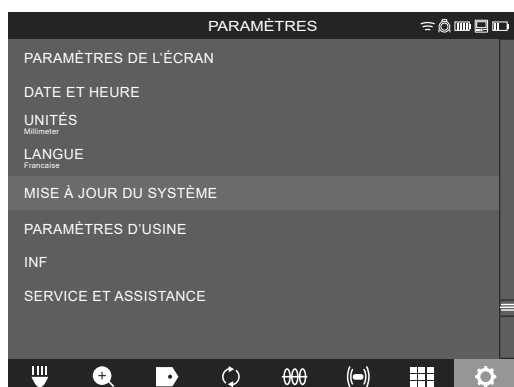 PARAMÈTRES
PARAMÈTRES DE L'ÉCRAN
DATE ET HEURE
UNITÉS
Millimeter
LANGUE
Francaise
MISE À JOUR DU SYSTÈME
PARAMÈTRES D'USINE
INF
SERVICE ET ASSISTANCE